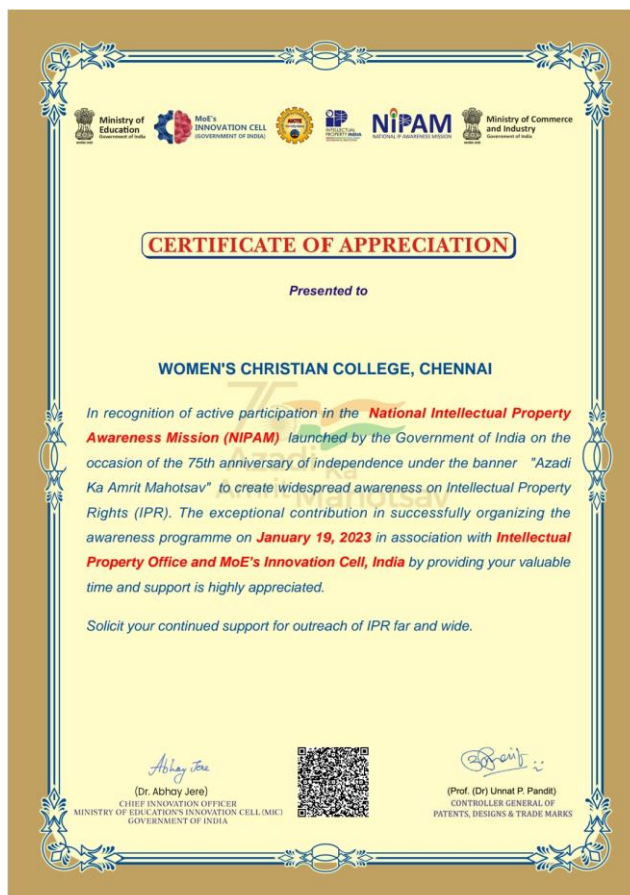 Ministry of
Education
Government of India
MoE's
INNOVATION CELL
(GOVERNMENT OF INDIA)
AICTE
INTELLECTUAL
PROPERTY INDIA
NIPAM
NATIONAL IP AWARENESS MISSION
Ministry of Commerce
and Industry
Government of India
CERTIFICATE OF APPRECIATION
Presented to
WOMEN'S CHRISTIAN COLLEGE, CHENNAI
In recognition of active participation in the National Intellectual Property
Awareness Mission (NIPAM) launched by the Government of India on the
occasion of the 75th anniversary of independence under the banner "Azadi
Ka Amrit Mahotsav" to create widespread awareness on Intellectual Property
Rights (IPR). The exceptional contribution in successfully organizing the
awareness programme on January 19, 2023 in association with Intellectual
Property Office and MoE's Innovation Cell, India by providing your valuable
time and support is highly appreciated.
Solicit your continued support for outreach of IPR far and wide.
75
Azadi
Ka
Amrit Mahotsav
Abhay Jere
(Dr. Abhay Jere)
CHIEF INNOVATION OFFICER
MINISTRY OF EDUCATION'S INNOVATION CELL (MIC)
GOVERNMENT OF INDIA
(Prof. (Dr) Unnat P. Pandit)
CONTROLLER GENERAL OF
PATENTS, DESIGNS & TRADE MARKS